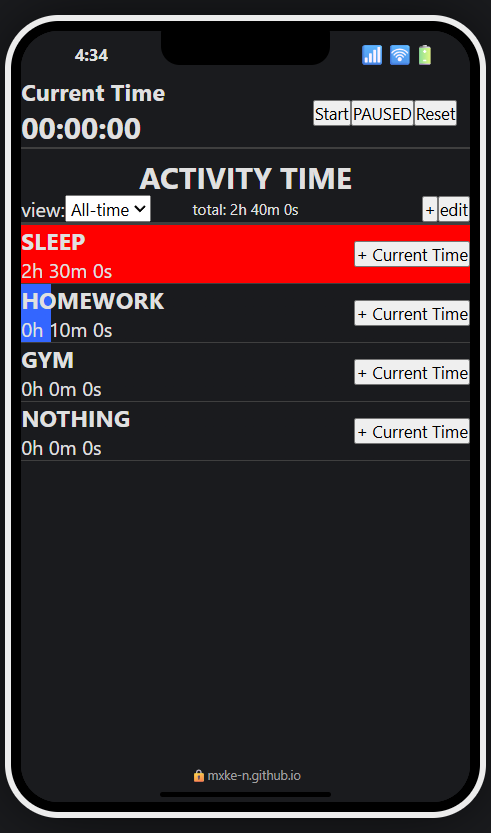 4:34
Current Time
00:00:00
Start PAUSED Reset
ACTIVITY TIME
view: All-time total: 2h 40m 0s + edit
SLEEP
2h 30m 0s
+ Current Time
HOMEWORK
0h 10m 0s
+ Current Time
GYM
0h 0m 0s
+ Current Time
NOTHING
0h 0m 0s
+ Current Time
mxke-n.github.io